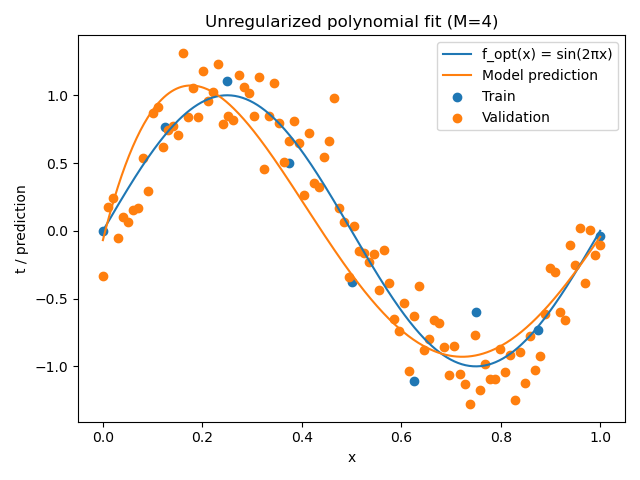 Unregularized polynomial fit (M=4)
f_opt(x) = sin(2πx)
Model prediction
Train
Validation
t / prediction
1.0
0.5
0.0
−0.5
−1.0
0.0 0.2 0.4 0.6 0.8 1.0
x